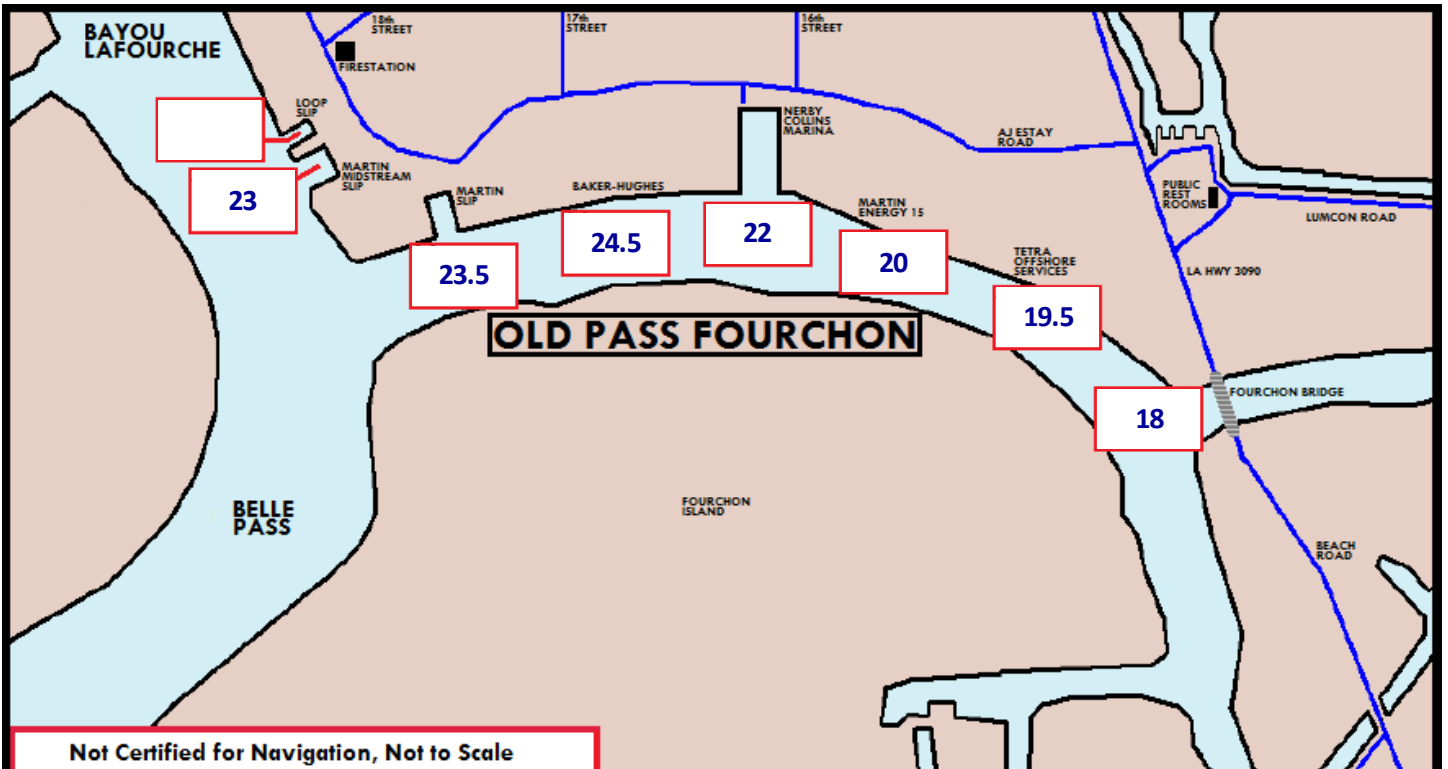 BAYOU
LAFOURCHE
18th
STREET
17th
STREET
16th
STREET
FIRESTATION
LOOP
SLIP
NERBY
COLLINS
MARINA
AJ ESTAY
ROAD
MARTIN
MIDSTREAM
SLIP
23
MARTIN
SLIP
BAKER-HUGHES
MARTIN
ENERGY 15
PUBLIC
REST
ROOMS
LUMCON ROAD
23.5
24.5
22
20
TETRA
OFFSHORE
SERVICES
19.5
LA HWY 3090
OLD PASS FOURCHON
18
FOURCHON BRIDGE
BELLE
PASS
FOURCHON
ISLAND
BEACH
ROAD
Not Certified for Navigation, Not to Scale